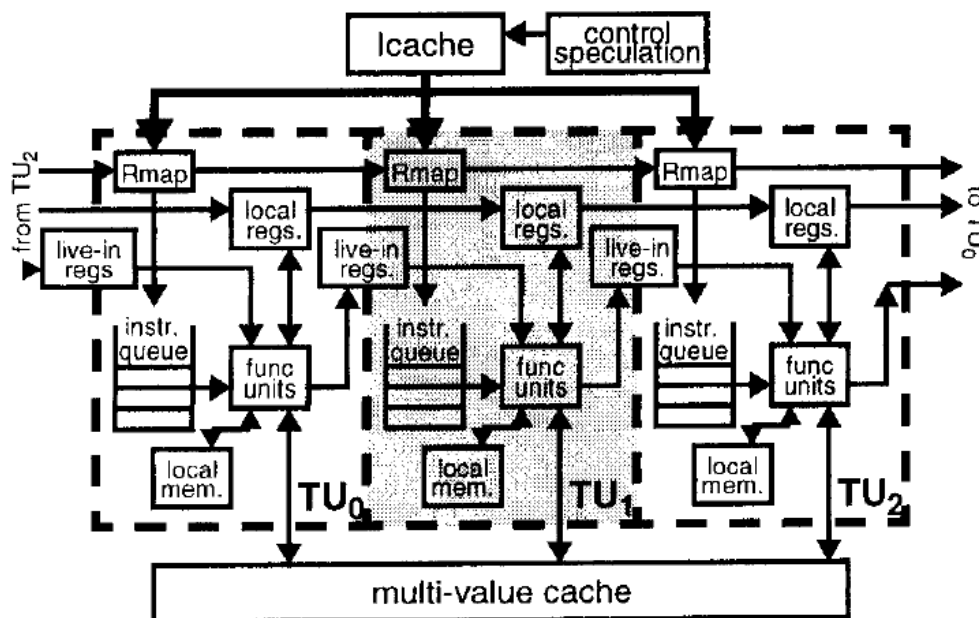 Icache
control
speculation
from TU2
Rmap
Rmap
Rmap
local
regs.
local
regs.
local
regs.
live-in
regs
live-in
regs.
live-in
regs.
instr.
queue
instr.
queue
instr.
queue
func
units
func
units
func
units
local
mem.
local
mem.
local
mem.
TU0
TU1
TU2
multi-value cache